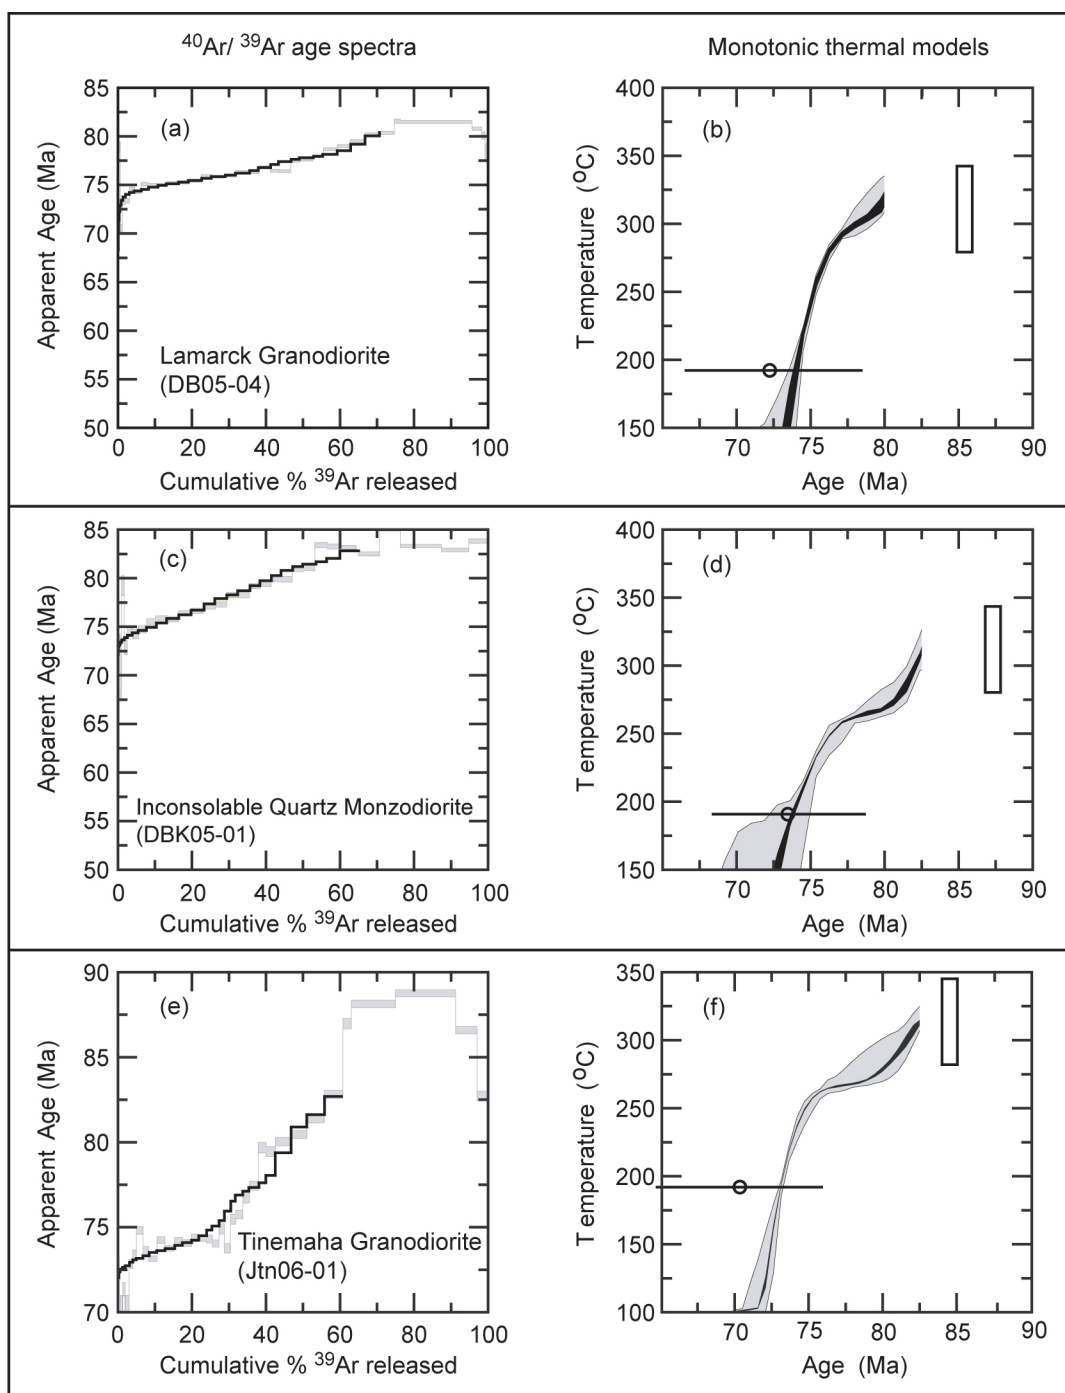 40Ar/ 39Ar age spectra
Monotonic thermal models
(a)
Apparent Age (Ma)
85
80
75
70
65
60
55
50
Lamarck Granodiorite
(DB05-04)
0 20 40 60 80 100
Cumulative % 39Ar released
(b)
Temperature (oC)
400
350
300
250
200
150
70 75 80 85 90
Age (Ma)
(c)
Apparent Age (Ma)
85
80
75
70
65
60
55
50
Inconsolable Quartz Monzodiorite
(DBK05-01)
0 20 40 60 80 100
Cumulative % 39Ar released
(d)
Temperature (oC)
400
350
300
250
200
150
70 75 80 85 90
Age (Ma)
(e)
Apparent Age (Ma)
90
85
80
75
70
Tinemaha Granodiorite
(Jtn06-01)
0 20 40 60 80 100
Cumulative % 39Ar released
(f)
Temperature (oC)
350
300
250
200
150
100
70 75 80 85 90
Age (Ma)